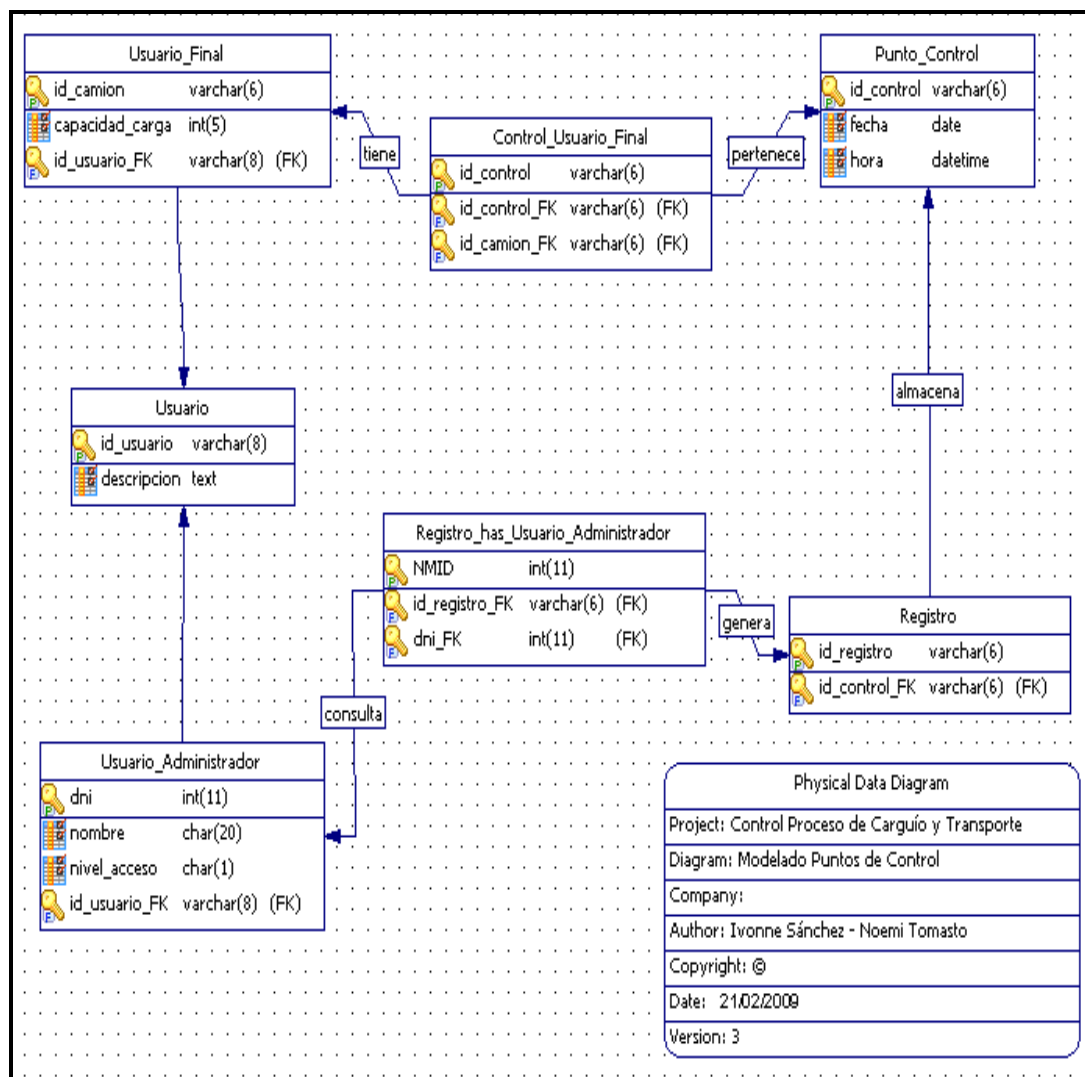 Usuario_Final
id_camion varchar(6)
capacidad_carga int(5)
id_usuario_FK varchar(8) (FK)
Punto_Control
id_control varchar(6)
fecha date
hora datetime
tiene
Control_Usuario_Final
id_control varchar(6)
id_control_FK varchar(6) (FK)
id_camion_FK varchar(6) (FK)
pertenece
almacena
Usuario
id_usuario varchar(8)
descripcion text
Registro_has_Usuario_Administrador
NMID int(11)
id_registro_FK varchar(6) (FK)
dni_FK int(11) (FK)
genera
Registro
id_registro varchar(6)
id_control_FK varchar(6) (FK)
consulta
Usuario_Administrador
dni int(11)
nombre char(20)
nivel_acceso char(1)
id_usuario_FK varchar(8) (FK)
Physical Data Diagram
Project: Control Proceso de Carguío y Transporte
Diagram: Modelado Puntos de Control
Company:
Author: Ivonne Sánchez - Noemi Tomasto
Copyright: ©
Date: 21/02/2009
Version: 3